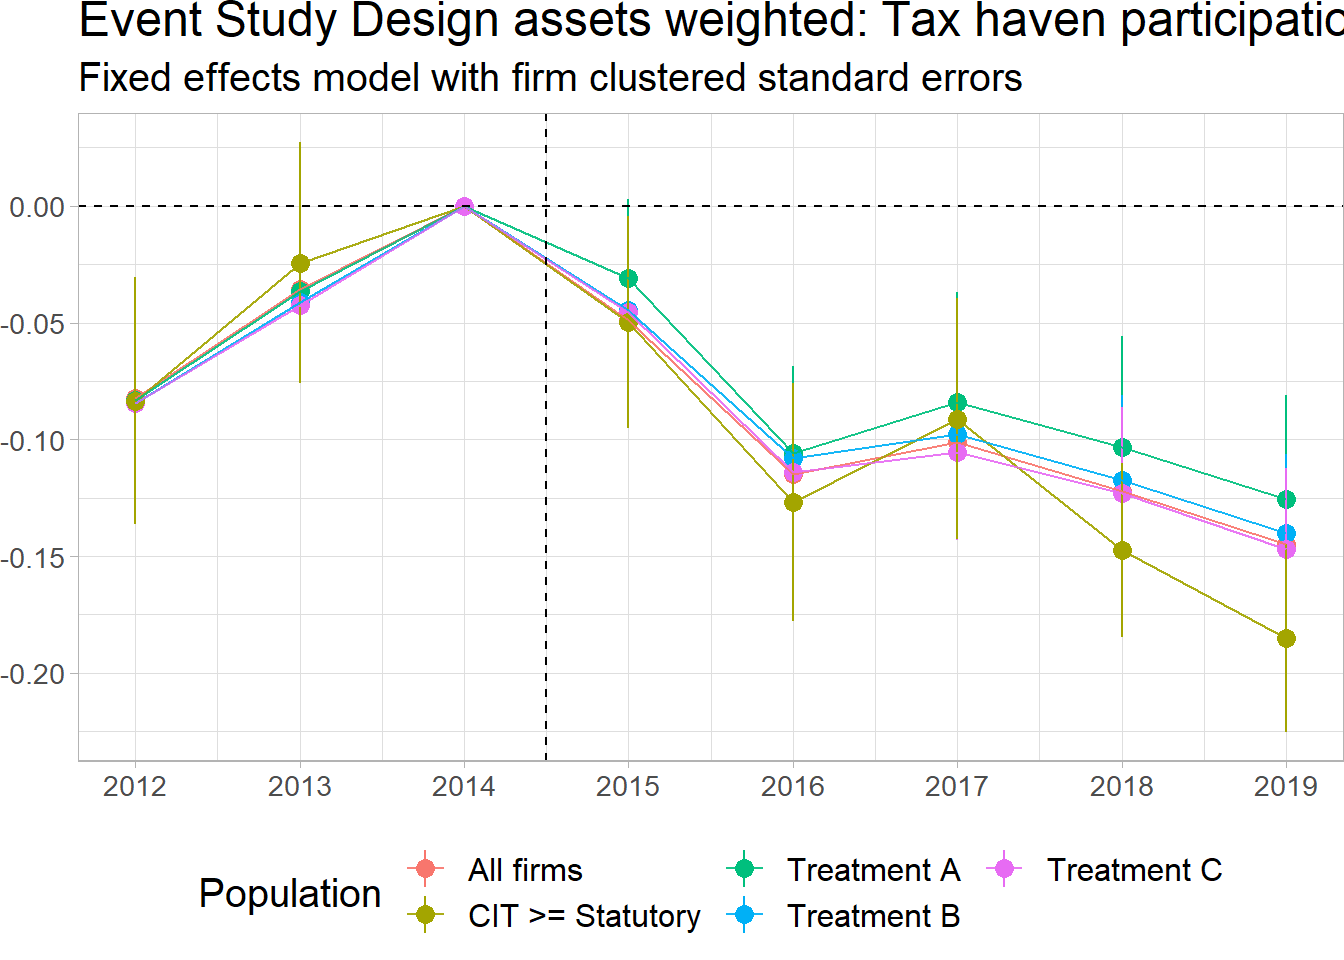 Event Study Design assets weighted: Tax haven participatio
Fixed effects model with firm clustered standard errors
0.00
-0.05
-0.10
-0.15
-0.20
2012 2013 2014 2015 2016 2017 2018 2019
Population
All firms Treatment A Treatment C
CIT >= Statutory Treatment B